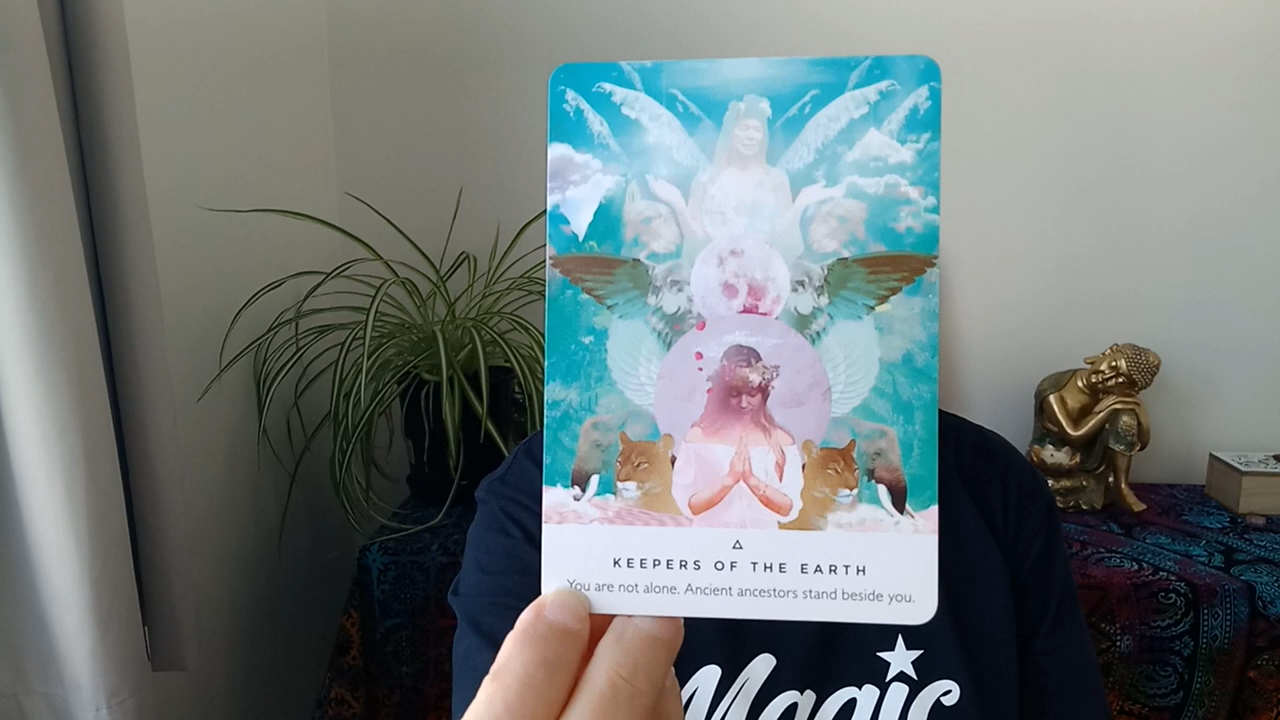 KEEPERS OF THE EARTH
You are not alone. Ancient ancestors stand beside you.
Magic